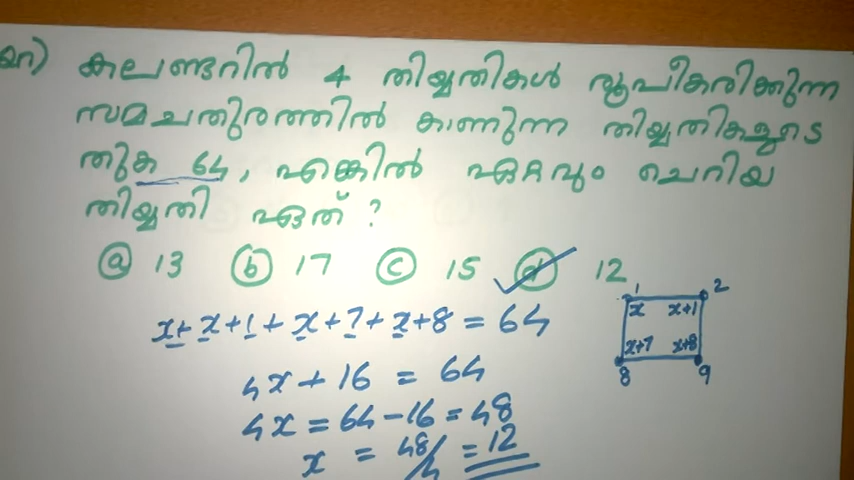 കലണ്ടറിൽ 4 തിയ്യതികൾ രൂപീകരിക്കുന്ന
സമചതുരത്തിൽ കാണുന്ന തിയ്യതികളുടെ
തുക 64, എങ്കിൽ ഏറ്റവും ചെറിയ
തിയ്യതി ഏത് ?
ⓐ 13 ⓑ 17 ⓒ 15 ⓓ 12
1 2
x x+1
x+7 x+8
8 9
x + x + 1 + x + 7 + x + 8 = 64
4x + 16 = 64
4x = 64 - 16 = 48
x = 48/4 = 12